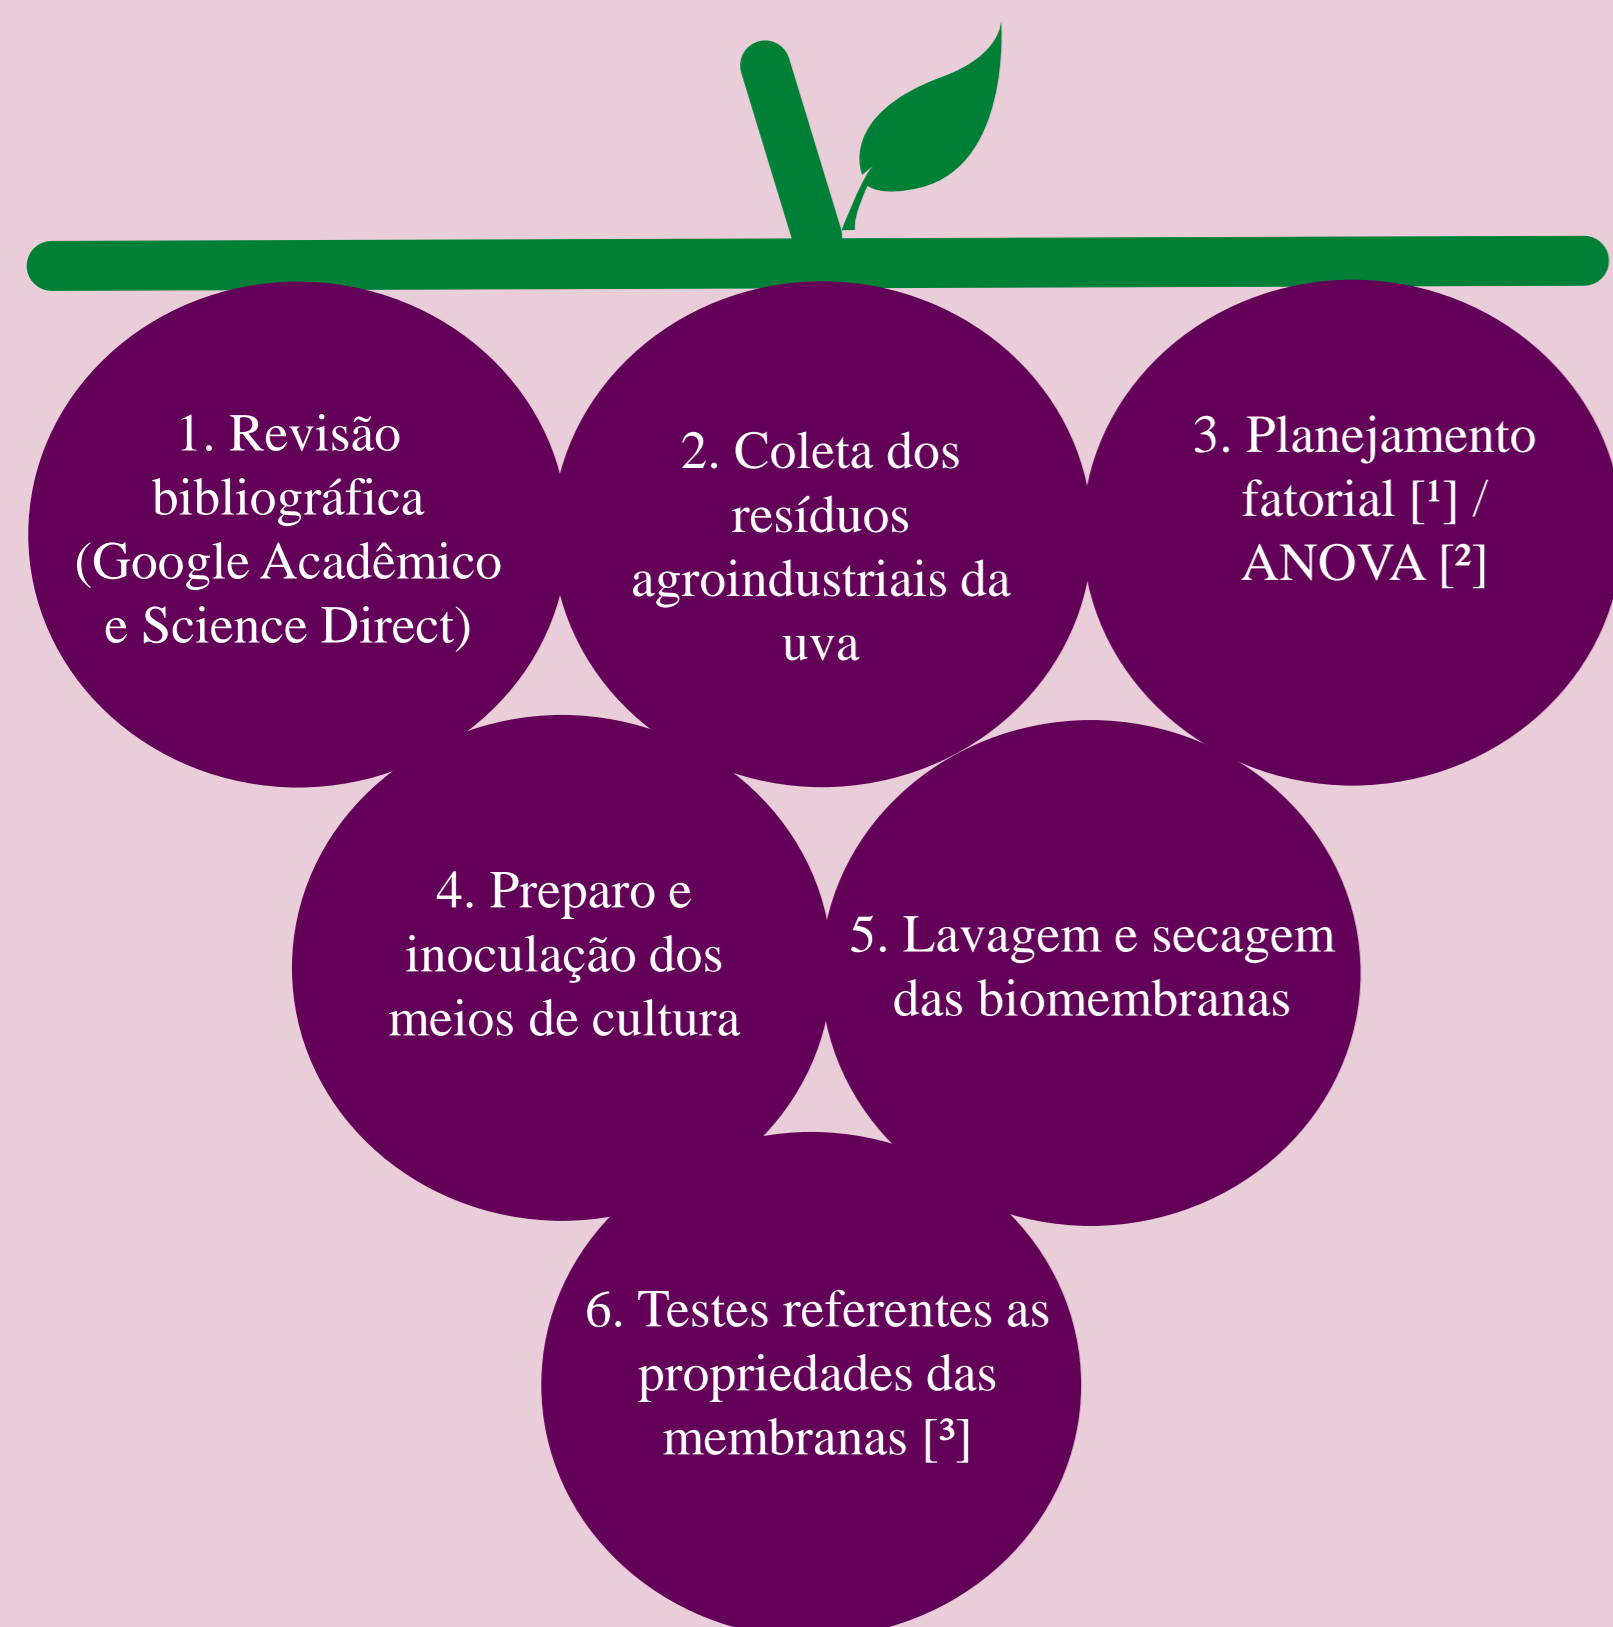 1. Revisão
bibliográfica
(Google Acadêmico
e Science Direct)
2. Coleta dos
resíduos
agroindustriais da
uva
3. Planejamento
fatorial [¹] /
ANOVA [²]
4. Preparo e
inoculação dos
meios de cultura
5. Lavagem e secagem
das biomembranas
6. Testes referentes as
propriedades das
membranas [³]